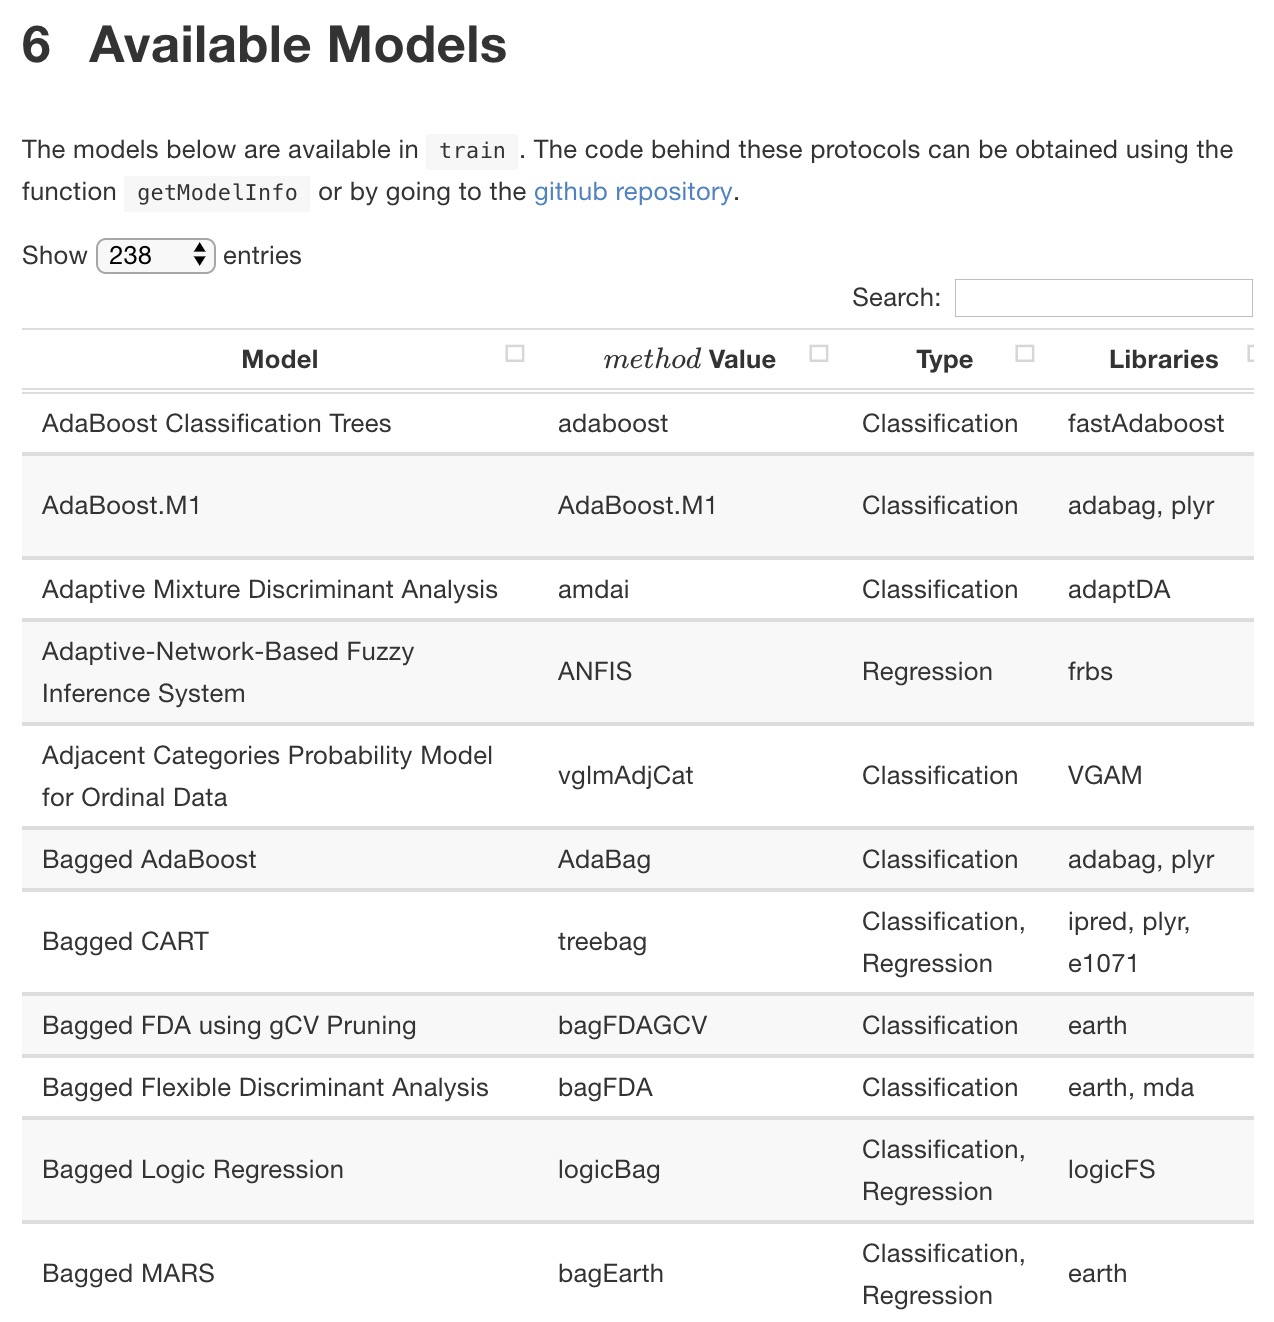 6 Available Models
The models below are available in train . The code behind these protocols can be obtained using the
function getModelInfo or by going to the github repository.
Show 238 entries
Search:
Model method Value Type Libraries
AdaBoost Classification Trees adaboost Classification fastAdaboost
AdaBoost.M1 AdaBoost.M1 Classification adabag, plyr
Adaptive Mixture Discriminant Analysis amdai Classification adaptDA
Adaptive-Network-Based Fuzzy
Inference System ANFIS Regression frbs
Adjacent Categories Probability Model
for Ordinal Data vglmAdjCat Classification VGAM
Bagged AdaBoost AdaBag Classification adabag, plyr
Bagged CART treebag Classification,
Regression ipred, plyr,
e1071
Bagged FDA using gCV Pruning bagFDAGCV Classification earth
Bagged Flexible Discriminant Analysis bagFDA Classification earth, mda
Bagged Logic Regression logicBag Classification,
Regression logicFS
Bagged MARS bagEarth Classification,
Regression earth